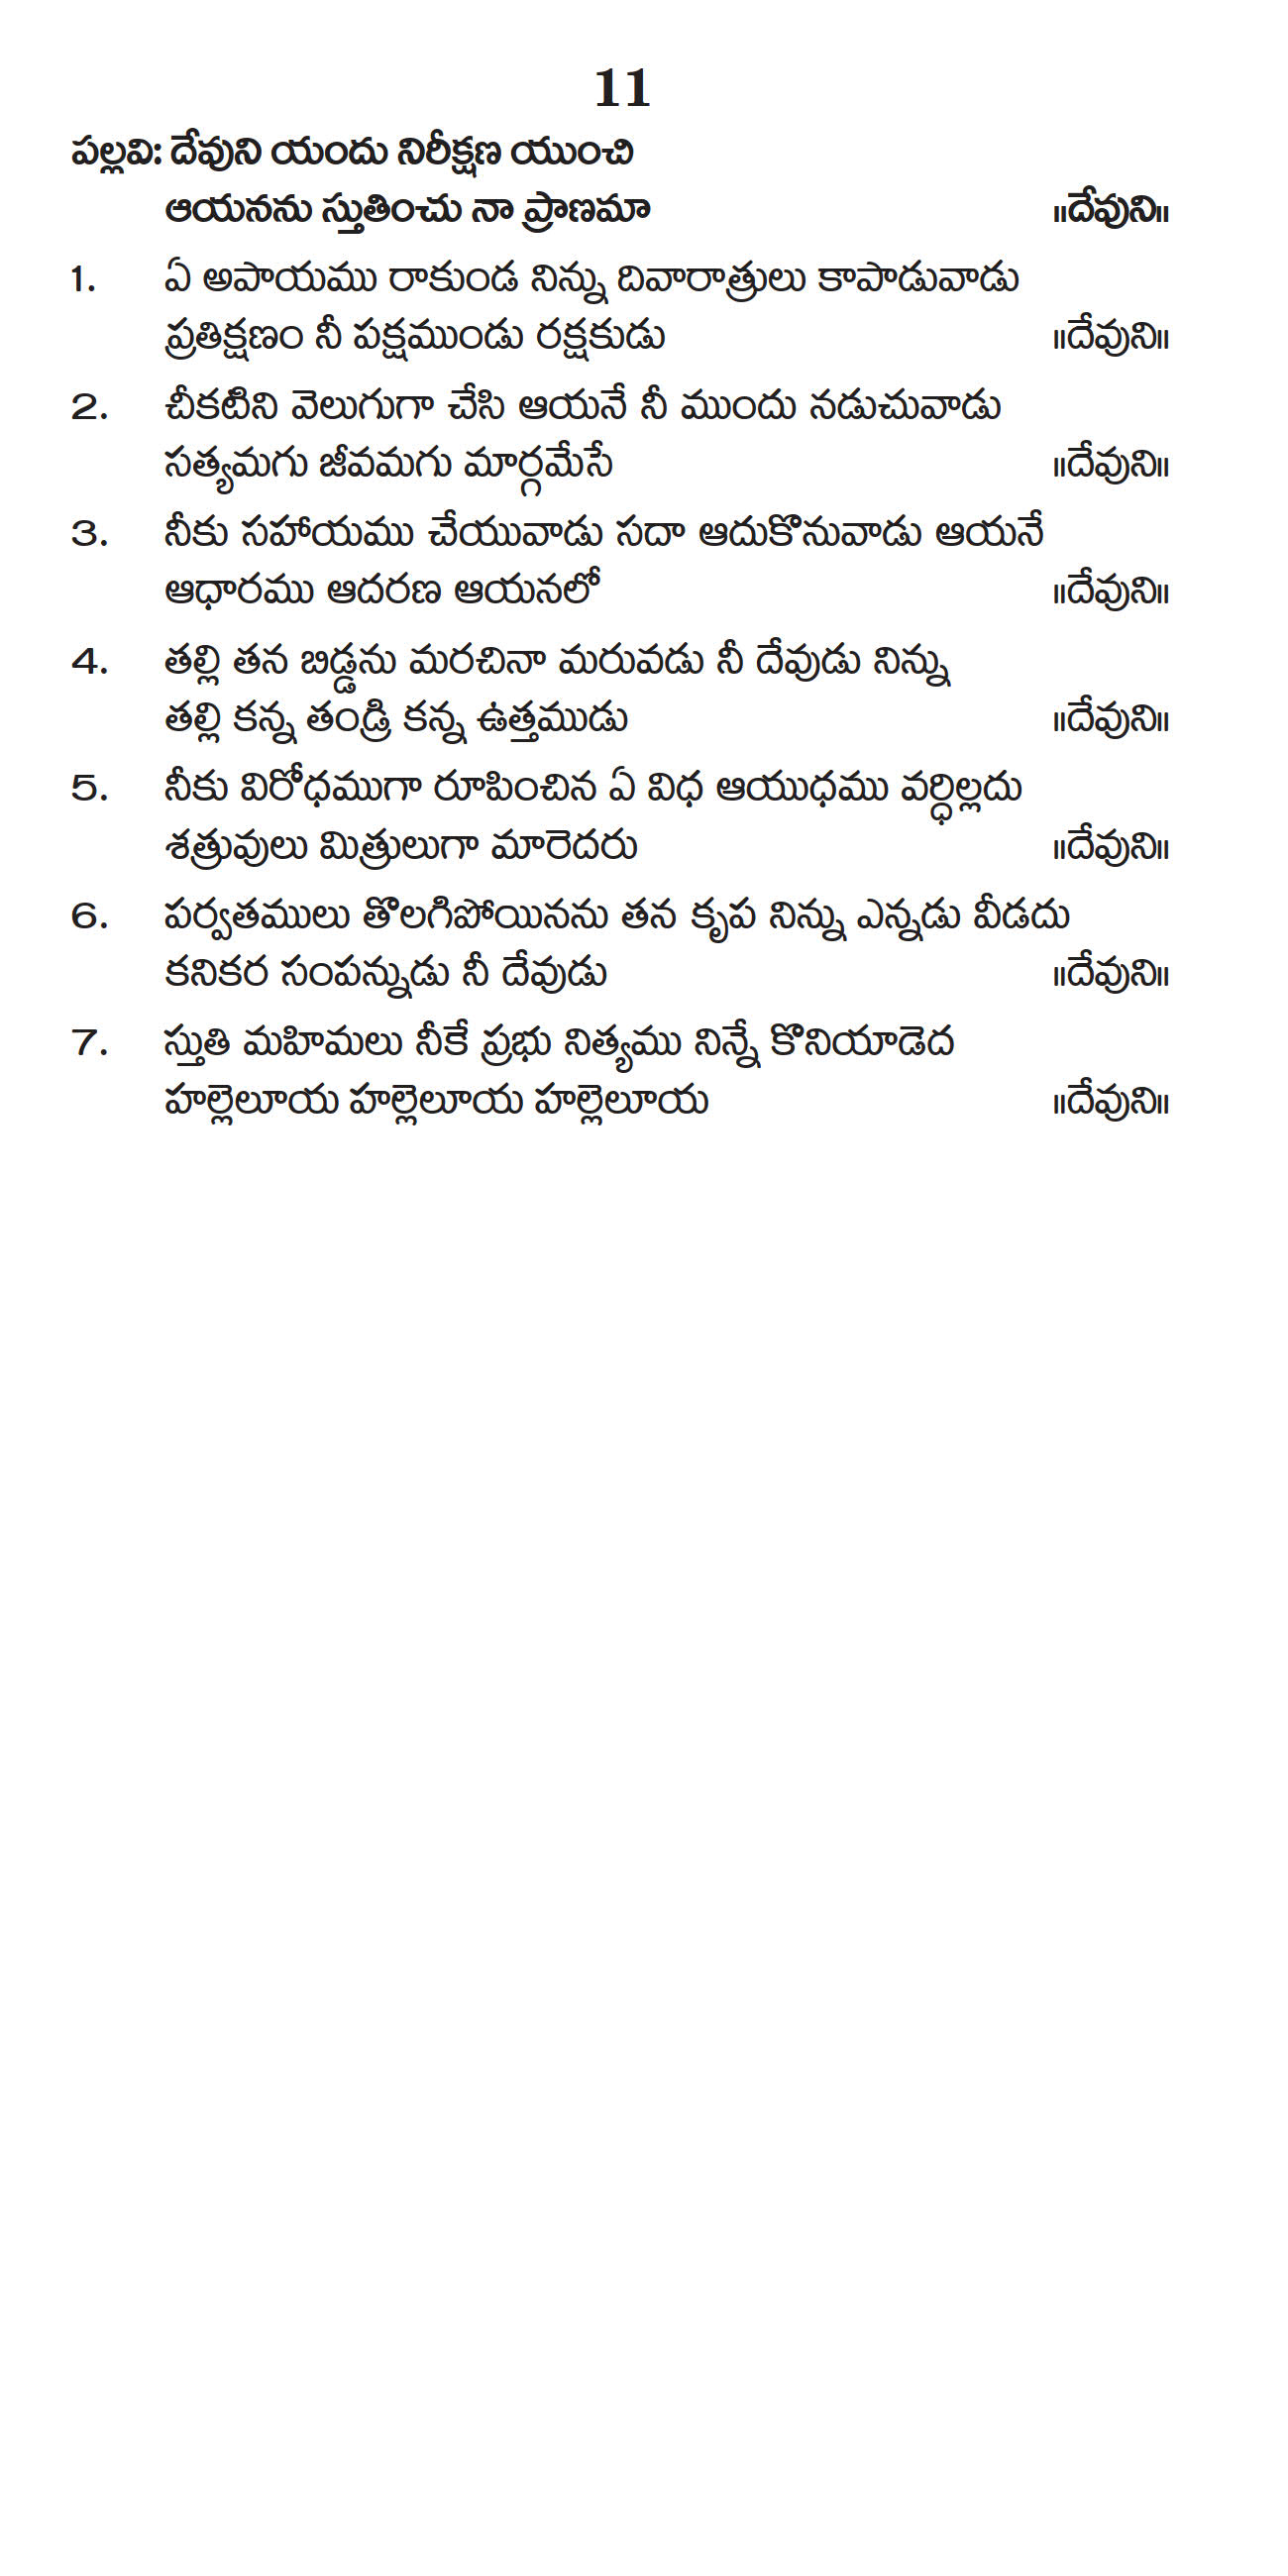 11
పల్లవి: దేవుని యందు నిరీక్షణ యుంచి
ఆయనను స్తుతించు నా ప్రాణమా ॥దేవుని॥
1. ఏ అపాయము రాకుండ నిన్ను దివారాత్రులు కాపాడువాడు
ప్రతిక్షణం నీ పక్షముండు రక్షకుడు ॥దేవుని॥
2. చీకటిని వెలుగుగా చేసి ఆయనే నీ ముందు నడుచువాడు
సత్యమగు జీవమగు మార్గమేసే ॥దేవుని॥
3. నీకు సహాయము చేయువాడు సదా ఆదుకొనువాడు ఆయనే
ఆధారము ఆదరణ ఆయనలో ॥దేవుని॥
4. తల్లి తన బిడ్డను మరచినా మరువడు నీ దేవుడు నిన్ను
తల్లి కన్న తండ్రి కన్న ఉత్తముడు ॥దేవుని॥
5. నీకు విరోధముగా రూపించిన ఏ విధ ఆయుధము వర్ధిల్లదు
శత్రువులు మిత్రులుగా మారెదరు ॥దేవుని॥
6. పర్వతములు తొలగిపోయినను తన కృప నిన్ను ఎన్నడు వీడదు
కనికర సంపన్నుడు నీ దేవుడు ॥దేవుని॥
7. స్తుతి మహిమలు నీకే ప్రభు నిత్యము నిన్నే కొనియాడెద
హల్లెలూయ హల్లెలూయ హల్లెలూయ ॥దేవుని॥